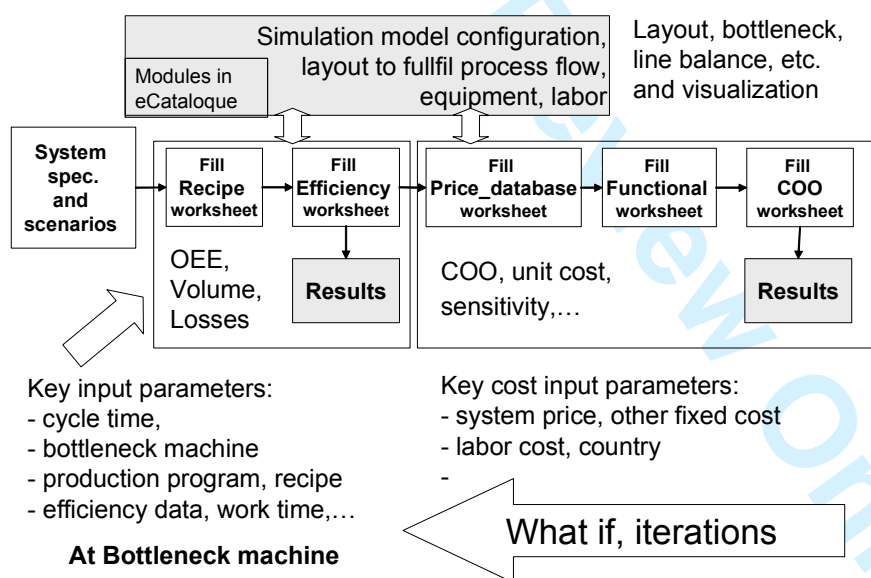 Simulation model configuration,
layout to fullfil process flow,
equipment, labor
Modules in
eCataloque
Layout, bottleneck,
line balance, etc.
and visualization
System
spec.
and
scenarios
Fill
Recipe
worksheet
Fill
Efficiency
worksheet
Fill
Price_database
worksheet
Fill
Functional
worksheet
Fill
COO
worksheet
OEE,
Volume,
Losses
Results
COO, unit cost,
sensitivity,…
Results
Key input parameters:
- cycle time,
- bottleneck machine
- production program, recipe
- efficiency data, work time,…
At Bottleneck machine
Key cost input parameters:
- system price, other fixed cost
- labor cost, country
-
What if, iterations